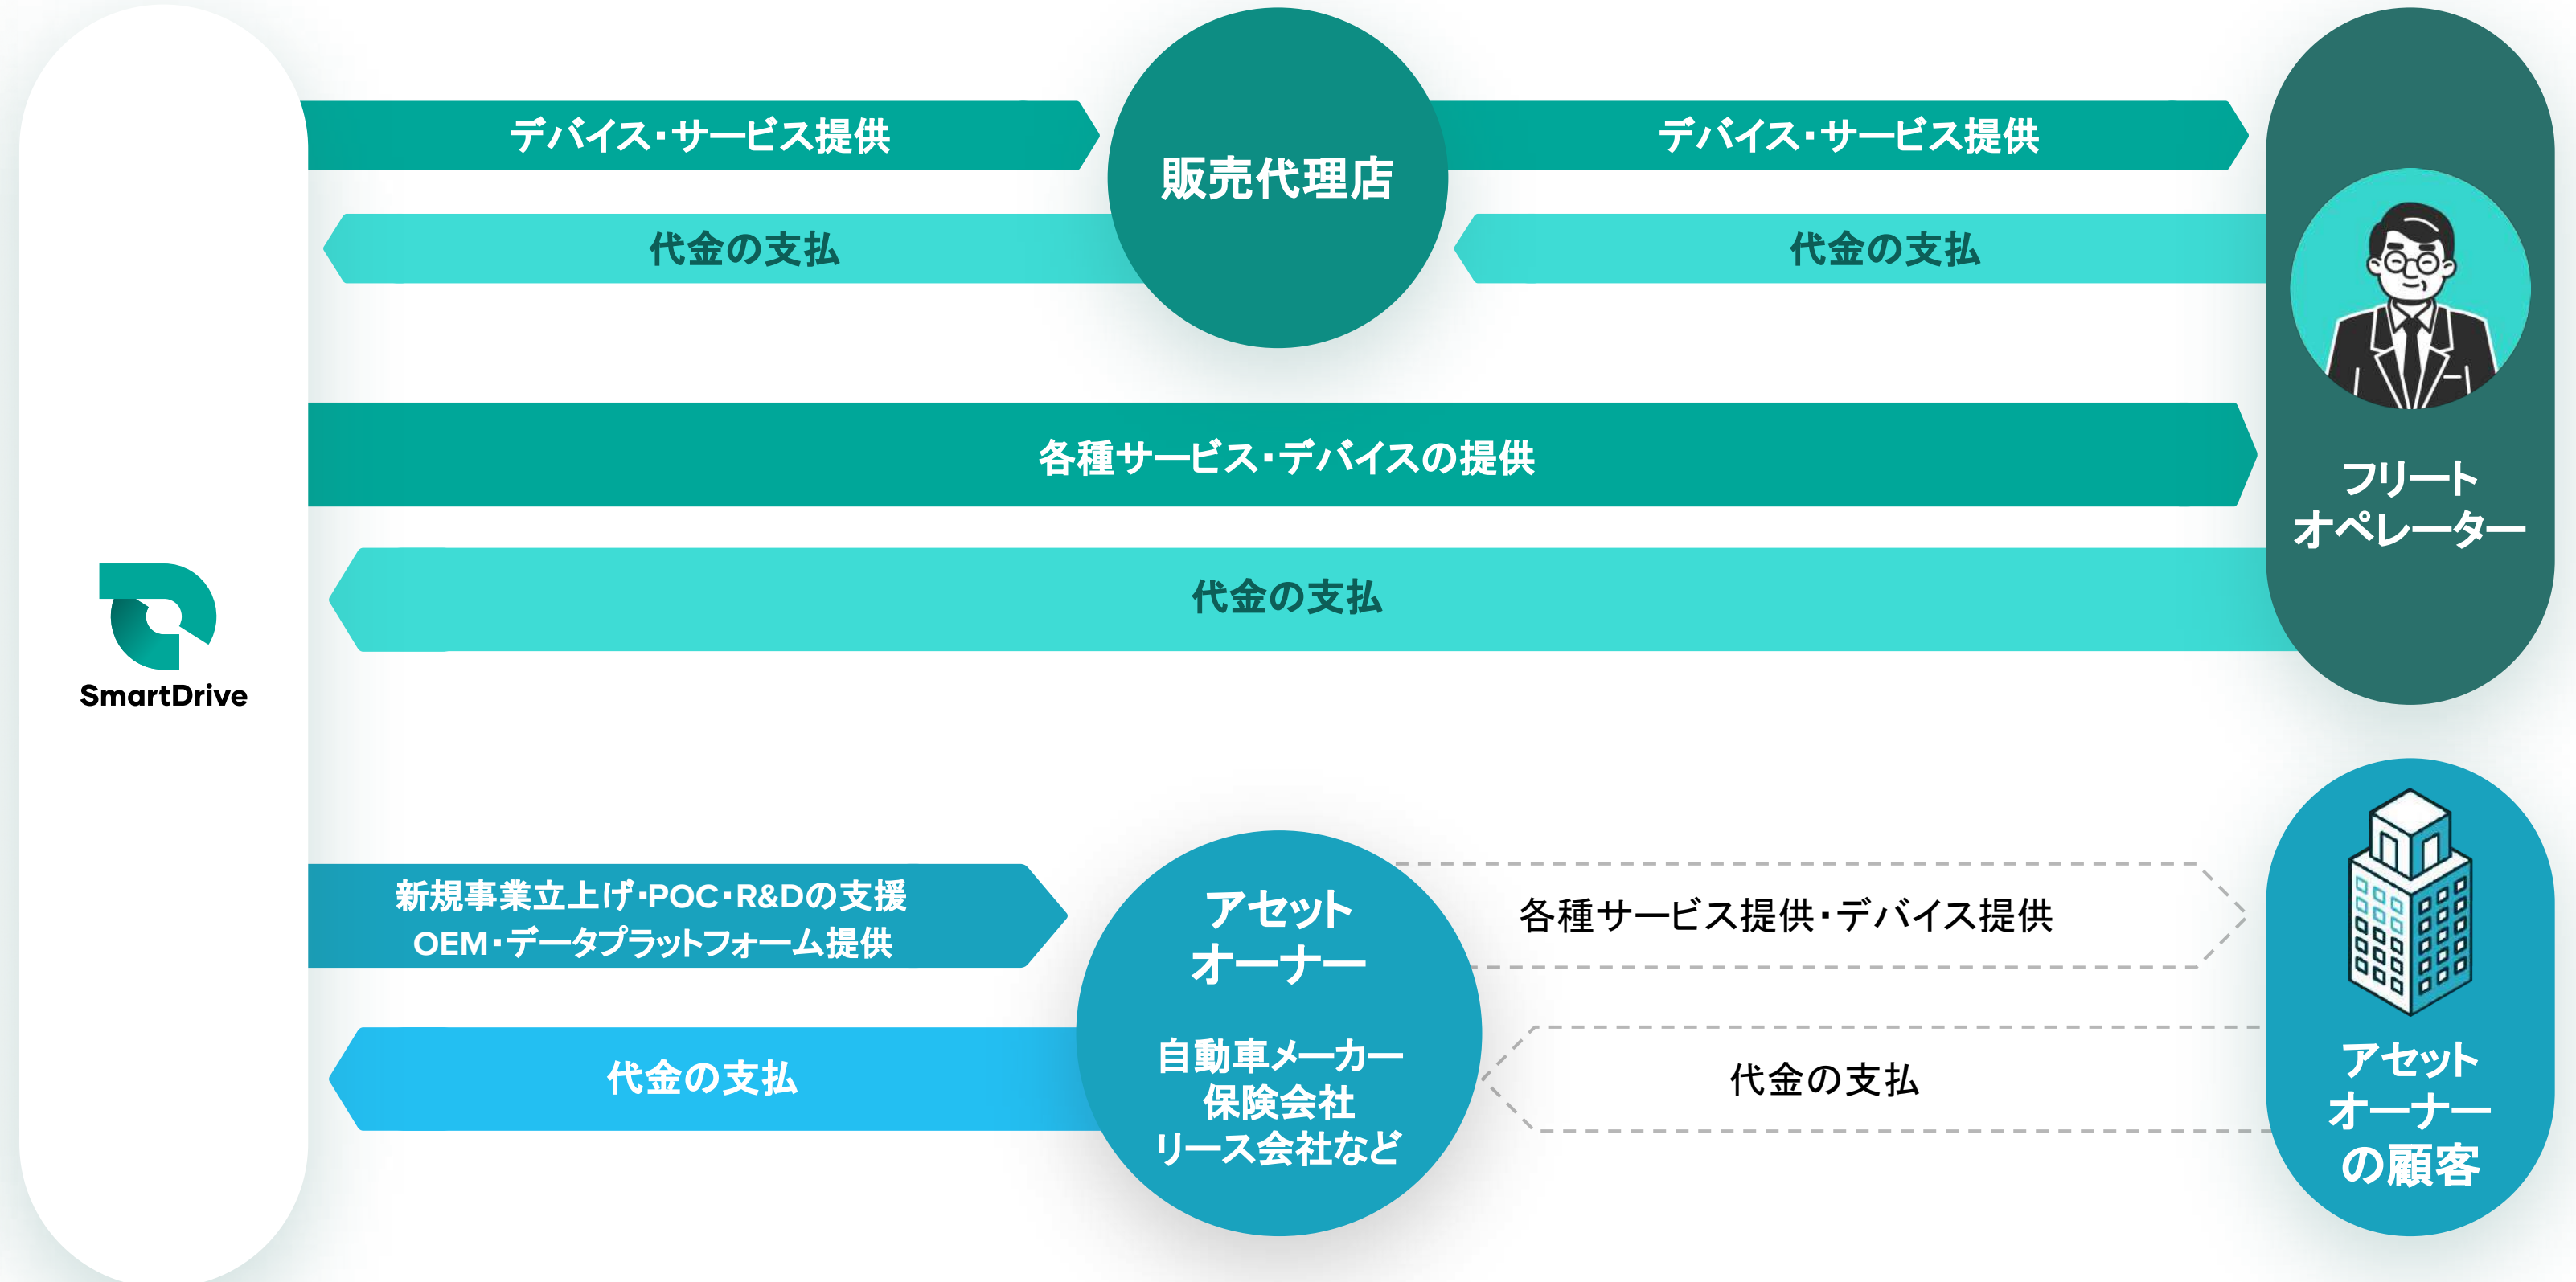 デバイス・サービス提供
代金の支払
販売代理店
デバイス・サービス提供
代金の支払
各種サービス・デバイスの提供
代金の支払
フリート
オペレーター
SmartDrive
新規事業立上げ・POC・R&Dの支援
OEM・データプラットフォーム提供
代金の支払
アセット
オーナー
自動車メーカー
保険会社
リース会社など
各種サービス提供・デバイス提供
代金の支払
アセット
オーナー
の顧客